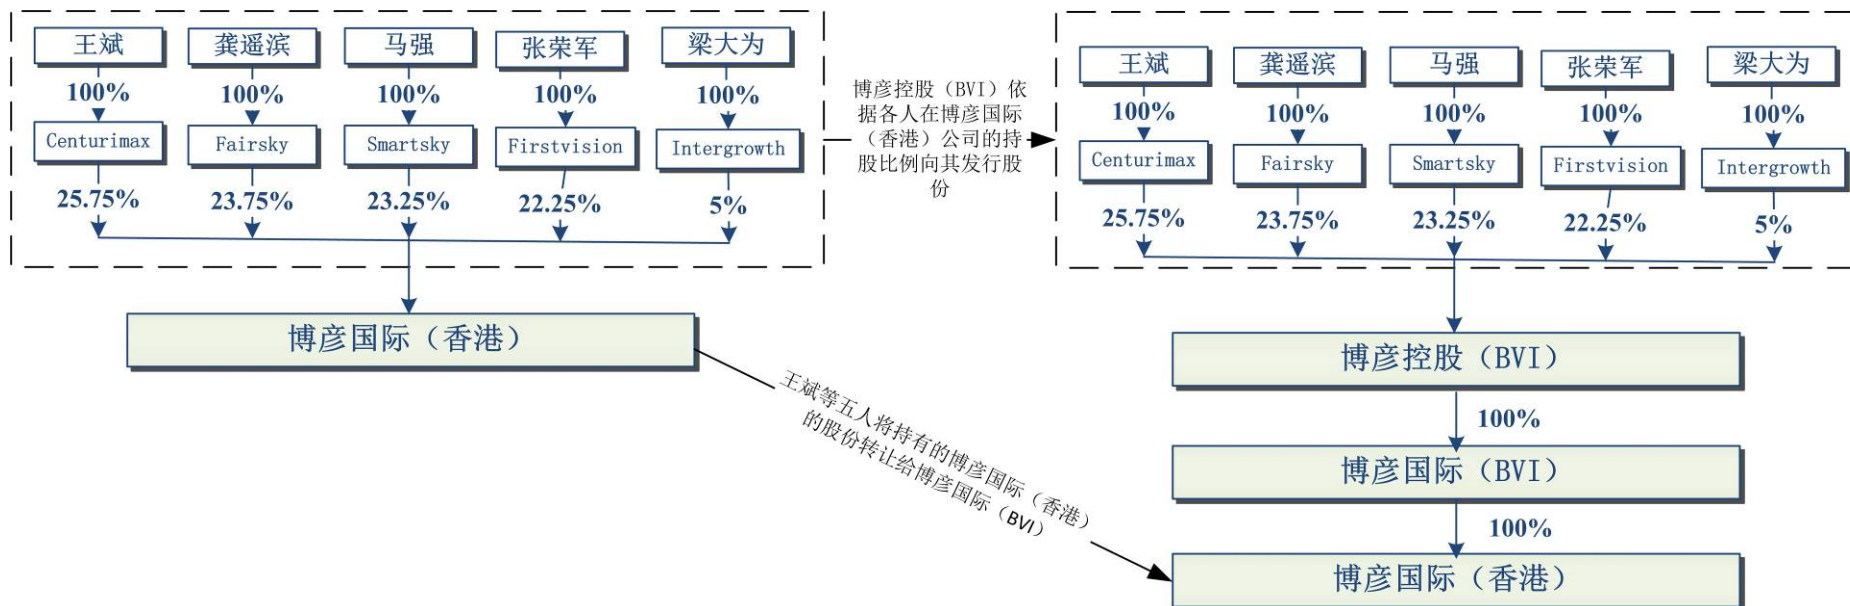 王斌
龚遥滨
马强
张荣军
梁大为
100%
100%
100%
100%
100%
Centurimax
Fairsky
Smartsky
Firstvision
Intergrowth
25.75%
23.75%
23.25%
22.25%
5%
博彦国际（香港）
博彦控股（BVI）依
据各人在博彦国际
（香港）公司的持
股比例向其发行股
份
王斌等五人将持有的博彦国际（香港）
的股份转让给博彦国际（BVI）
王斌
龚遥滨
马强
张荣军
梁大为
100%
100%
100%
100%
100%
Centurimax
Fairsky
Smartsky
Firstvision
Intergrowth
25.75%
23.75%
23.25%
22.25%
5%
博彦控股（BVI）
100%
博彦国际（BVI）
100%
博彦国际（香港）